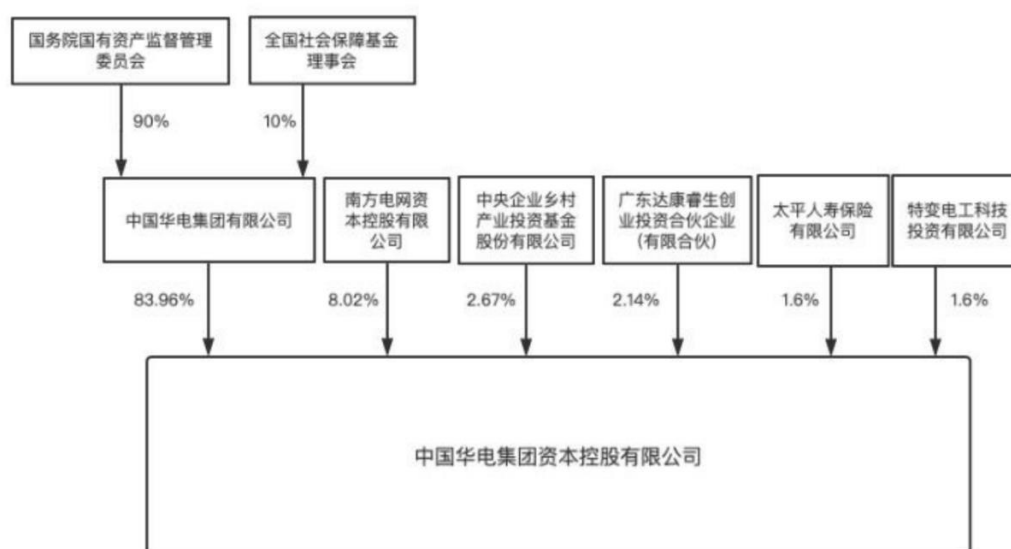 国务院国有资产监督管理
委员会
全国社会保障基金
理事会
90%
10%
中国华电集团有限公司
南方电网资
本控股有限
公司
中央企业乡村
产业投资基金
股份有限公司
广东达康睿生创
业投资合伙企业
(有限合伙)
太平人寿保险
有限公司
特变电工科技
投资有限公司
83.96%
8.02%
2.67%
2.14%
1.6%
1.6%
中国华电集团资本控股有限公司